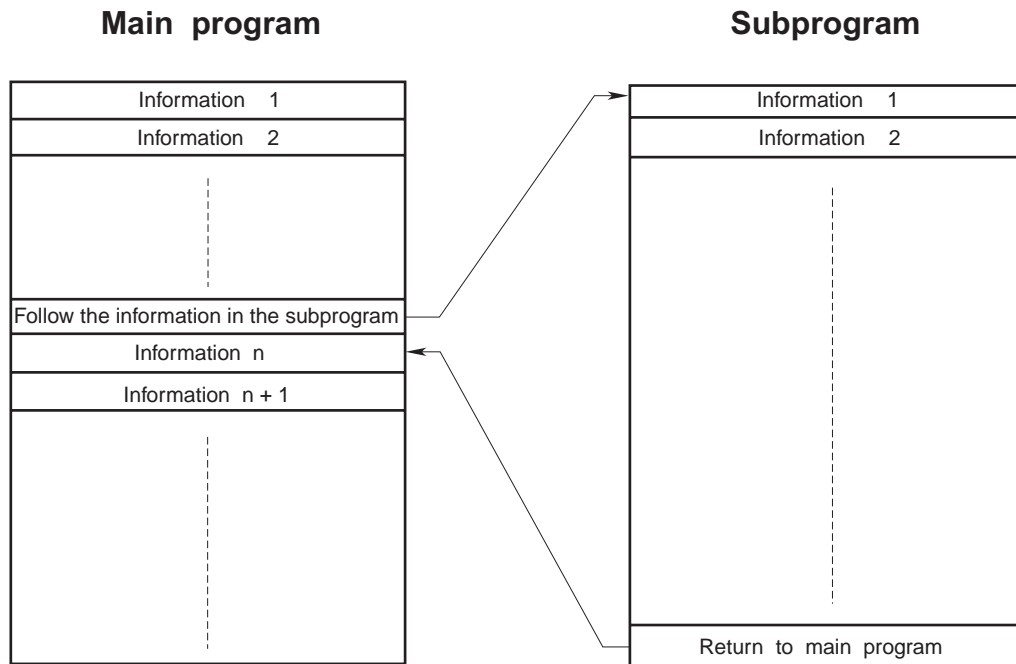 Main program
Information 1
Information 2
Follow the information in the subprogram
Information n
Information n + 1
Subprogram
Information 1
Information 2
Return to main program